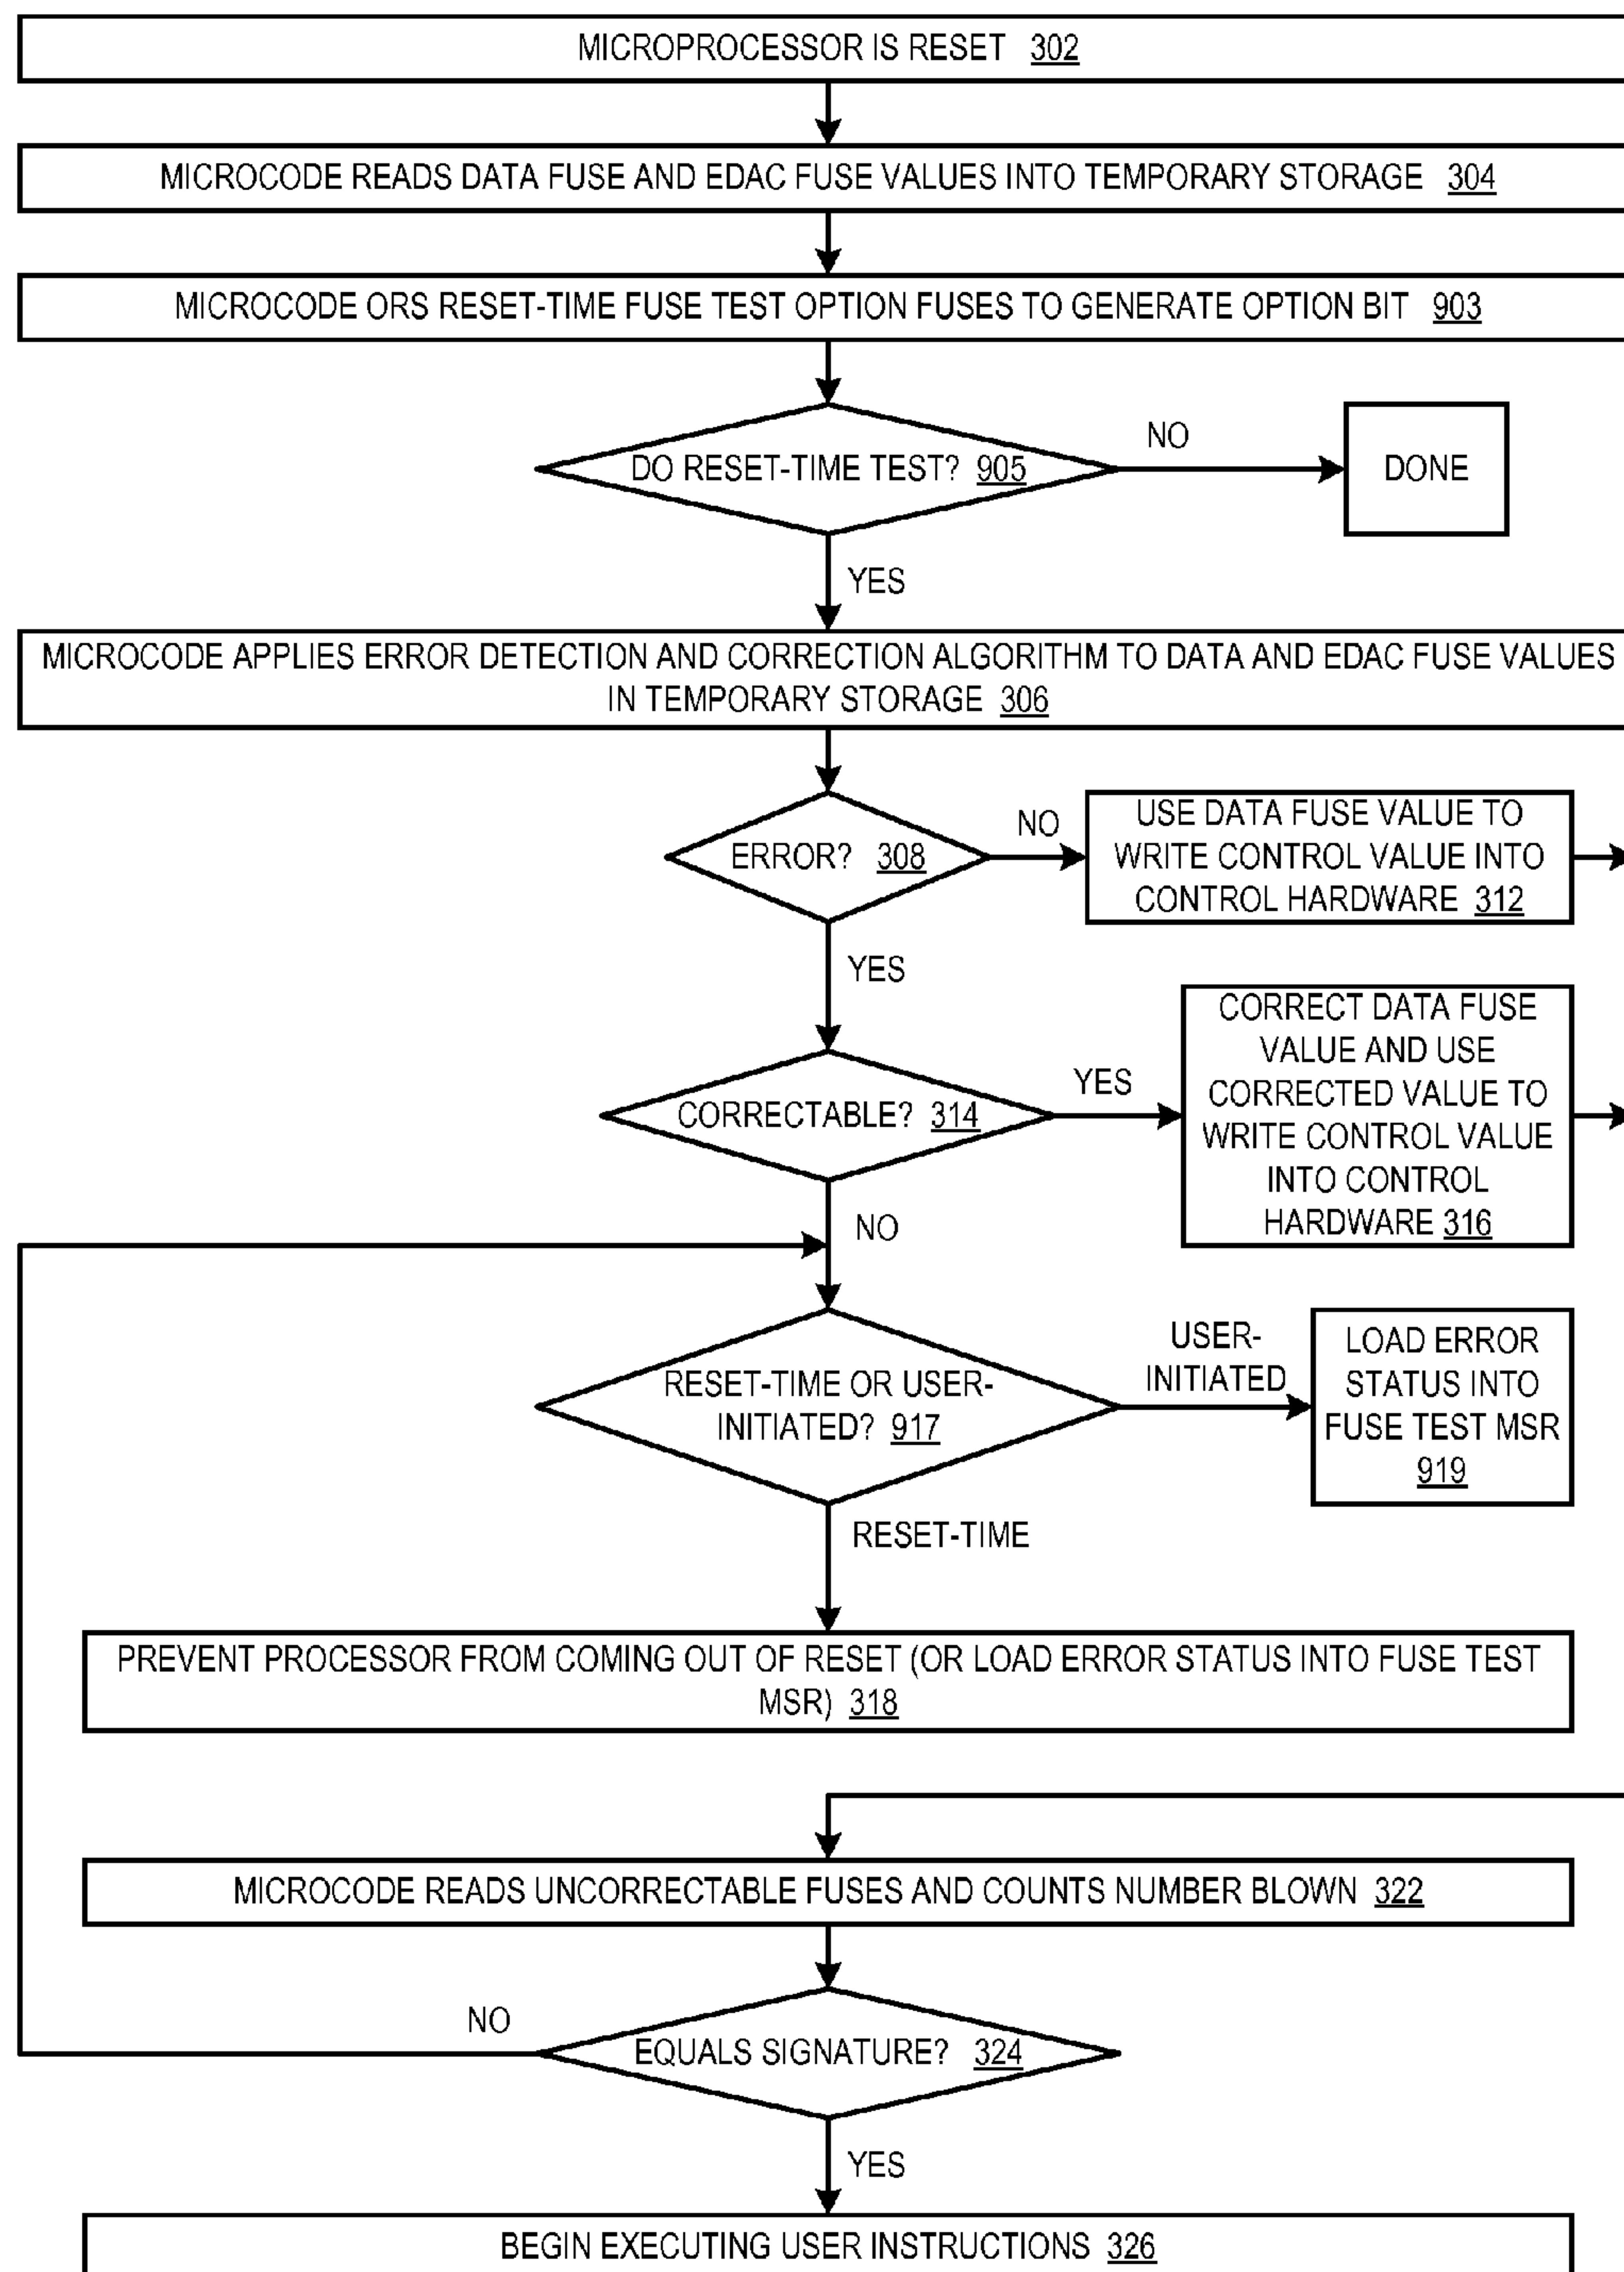 MICROPROCESSOR IS RESET 302
MICROCODE READS DATA FUSE AND EDAC FUSE VALUES INTO TEMPORARY STORAGE 304
MICROCODE ORS RESET-TIME FUSE TEST OPTION FUSES TO GENERATE OPTION BIT 903
DO RESET-TIME TEST? 905
NO
DONE
YES
MICROCODE APPLIES ERROR DETECTION AND CORRECTION ALGORITHM TO DATA AND EDAC FUSE VALUES
IN TEMPORARY STORAGE 306
ERROR? 308
NO
USE DATA FUSE VALUE TO
WRITE CONTROL VALUE INTO
CONTROL HARDWARE 312
YES
CORRECTABLE? 314
YES
CORRECT DATA FUSE
VALUE AND USE
CORRECTED VALUE TO
WRITE CONTROL VALUE
INTO CONTROL
HARDWARE 316
NO
RESET-TIME OR USER-
INITIATED? 917
USER-
INITIATED
LOAD ERROR
STATUS INTO
FUSE TEST MSR
919
RESET-TIME
PREVENT PROCESSOR FROM COMING OUT OF RESET (OR LOAD ERROR STATUS INTO FUSE TEST
MSR) 318
MICROCODE READS UNCORRECTABLE FUSES AND COUNTS NUMBER BLOWN 322
EQUALS SIGNATURE? 324
NO
YES
BEGIN EXECUTING USER INSTRUCTIONS 326